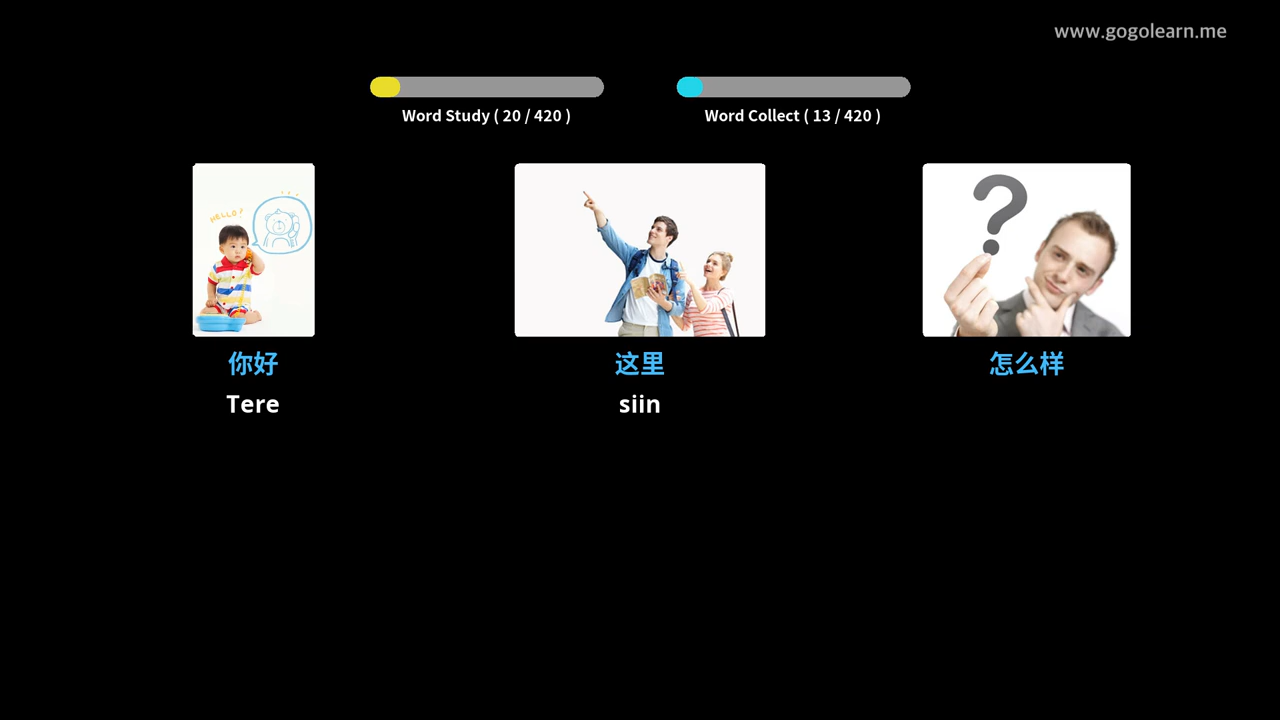 www.gogolearn.me
Word Study ( 20 / 420 )
Word Collect ( 13 / 420 )
HELLO?
你好
这里
怎么样
Tere
siin